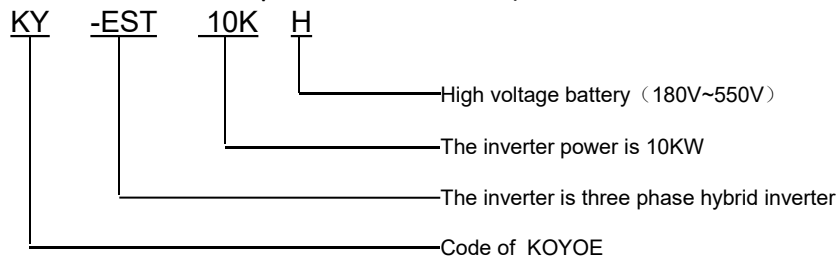 KY -EST 10K H
High voltage battery（180V~550V）
The inverter power is 10KW
The inverter is three phase hybrid inverter
Code of KOYOE